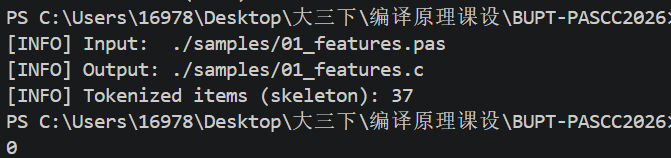 PS C:\Users\16978\Desktop\大三下\编译原理课设\BUPT-PASCC2026>
[INFO] Input:  ./samples/01_features.pas
[INFO] Output: ./samples/01_features.c
[INFO] Tokenized items (skeleton): 37
PS C:\Users\16978\Desktop\大三下\编译原理课设\BUPT-PASCC2026>
0